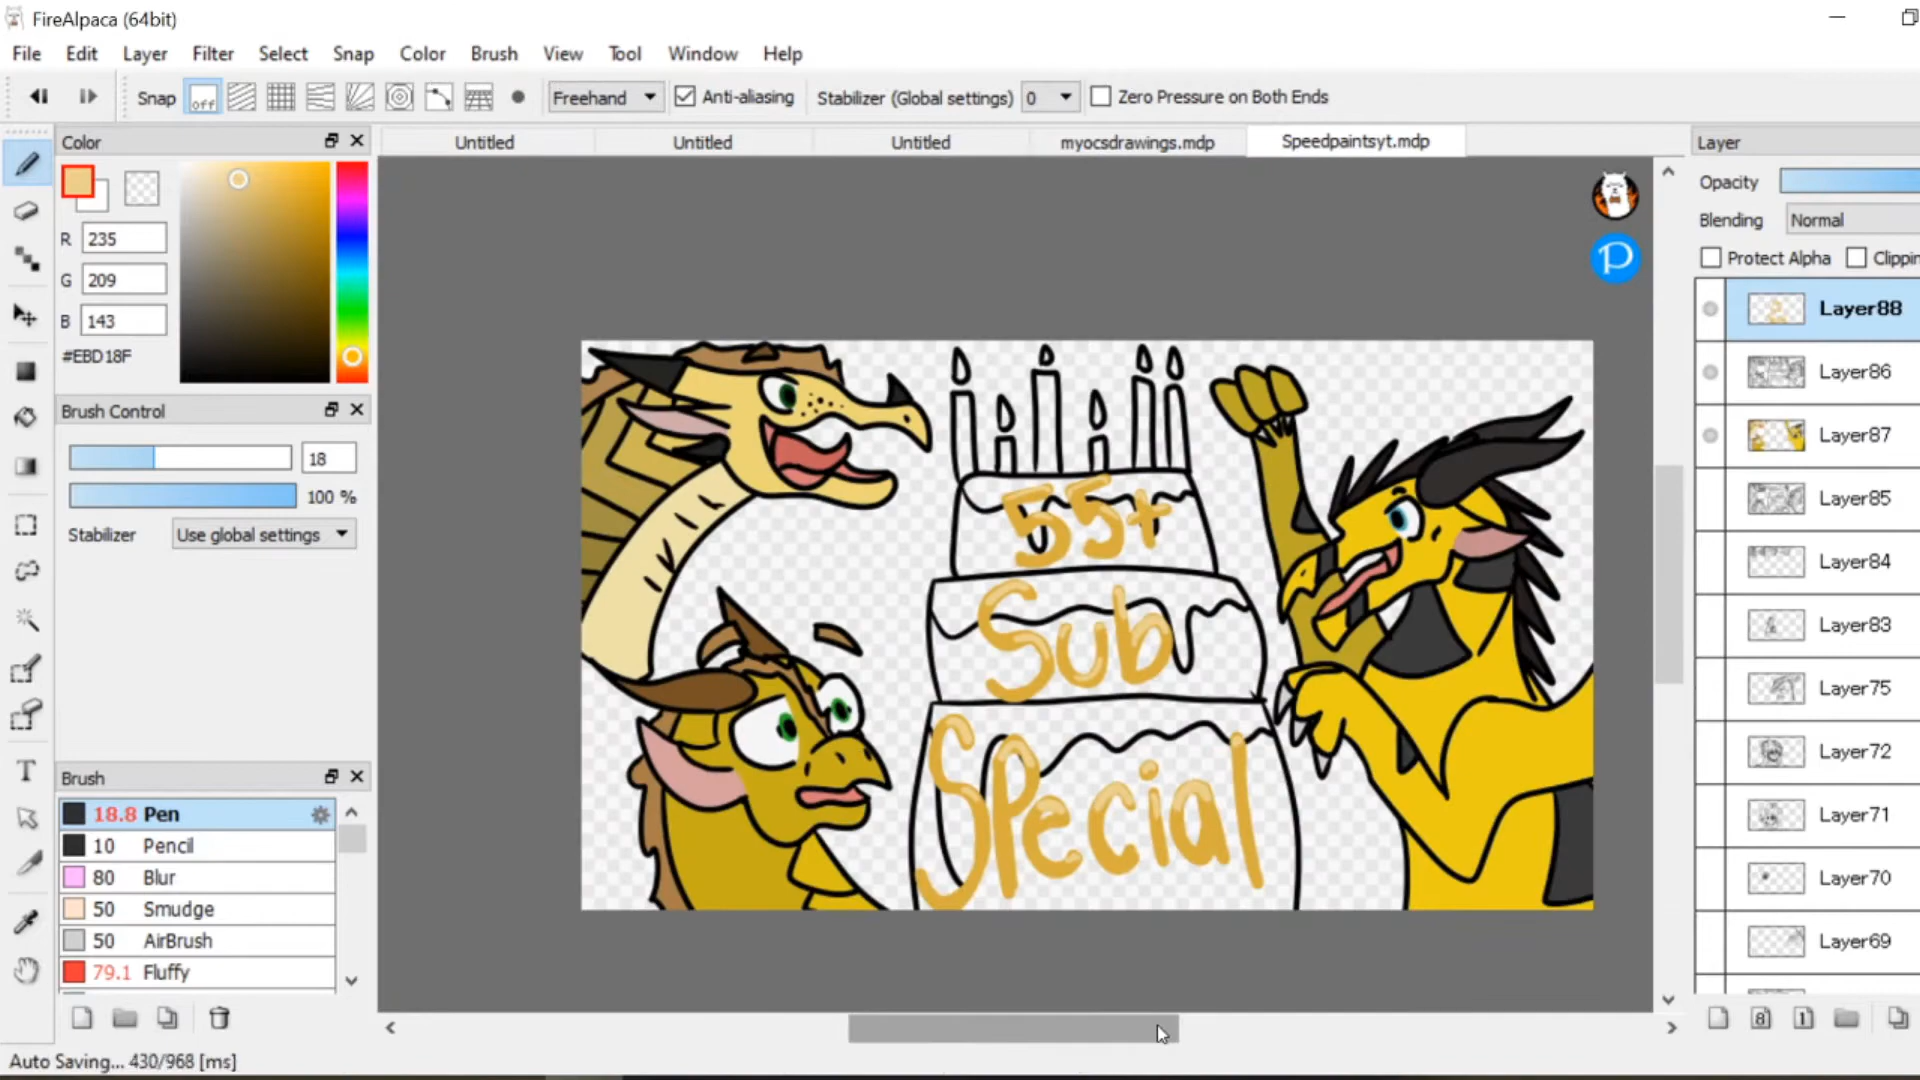 FireAlpaca (64bit)
File Edit Layer Filter Select Snap Color Brush View Tool Window Help
Snap off Freehand Anti-aliasing Stabilizer (Global settings) 0 Zero Pressure on Both Ends
Color
Untitled Untitled Untitled myocsdrawings.mdp Speedpaintsyt.mdp
Layer
R 235
G 209
B 143
#EBD18F
Opacity
Blending Normal
Protect Alpha Clippin
Brush Control
18
100 %
Stabilizer Use global settings
Brush
18.8 Pen
10 Pencil
80 Blur
50 Smudge
50 AirBrush
79.1 Fluffy
T
P
55+
Sub
Special
Layer88
Layer86
Layer87
Layer85
Layer84
Layer83
Layer75
Layer72
Layer71
Layer70
Layer69
8 1
Auto Saving... 430/968 [ms]